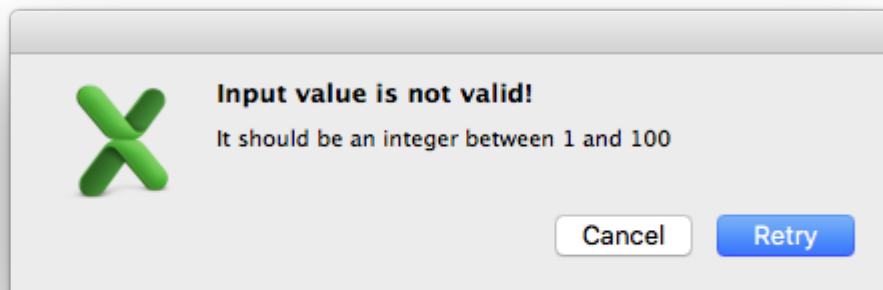 Input value is not valid!
It should be an integer between 1 and 100
Cancel Retry